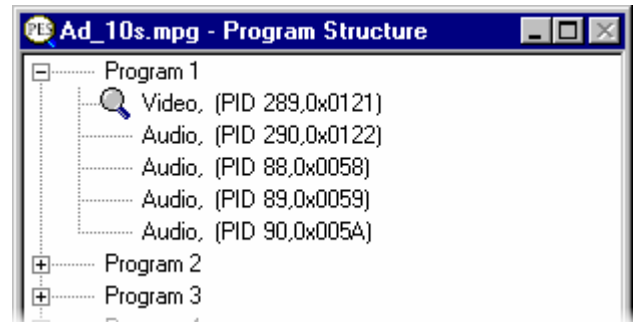 PES Ad_10s.mpg - Program Structure
Program 1
Video, (PID 289,0x0121)
Audio, (PID 290,0x0122)
Audio, (PID 88,0x0058)
Audio, (PID 89,0x0059)
Audio, (PID 90,0x005A)
Program 2
Program 3